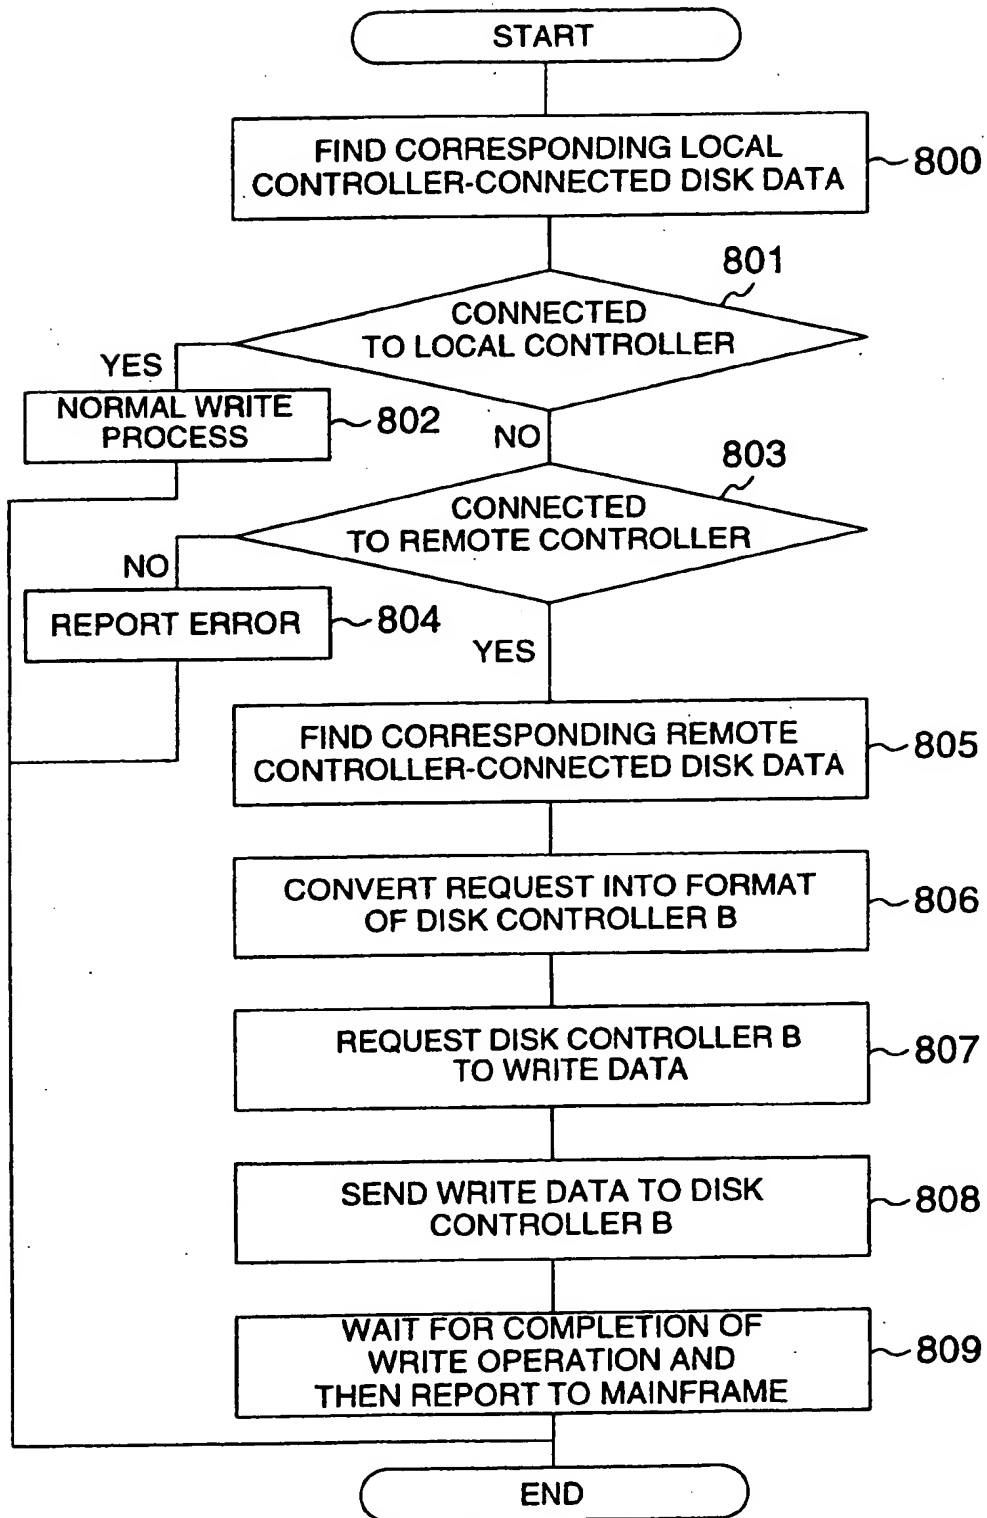 START
FIND CORRESPONDING LOCAL
CONTROLLER-CONNECTED DISK DATA
800
801
CONNECTED
TO LOCAL CONTROLLER
YES
NORMAL WRITE
PROCESS
802
NO
803
CONNECTED
TO REMOTE CONTROLLER
NO
REPORT ERROR
804
YES
FIND CORRESPONDING REMOTE
CONTROLLER-CONNECTED DISK DATA
805
CONVERT REQUEST INTO FORMAT
OF DISK CONTROLLER B
806
REQUEST DISK CONTROLLER B
TO WRITE DATA
807
SEND WRITE DATA TO DISK
CONTROLLER B
808
WAIT FOR COMPLETION OF
WRITE OPERATION AND
THEN REPORT TO MAINFRAME
809
END